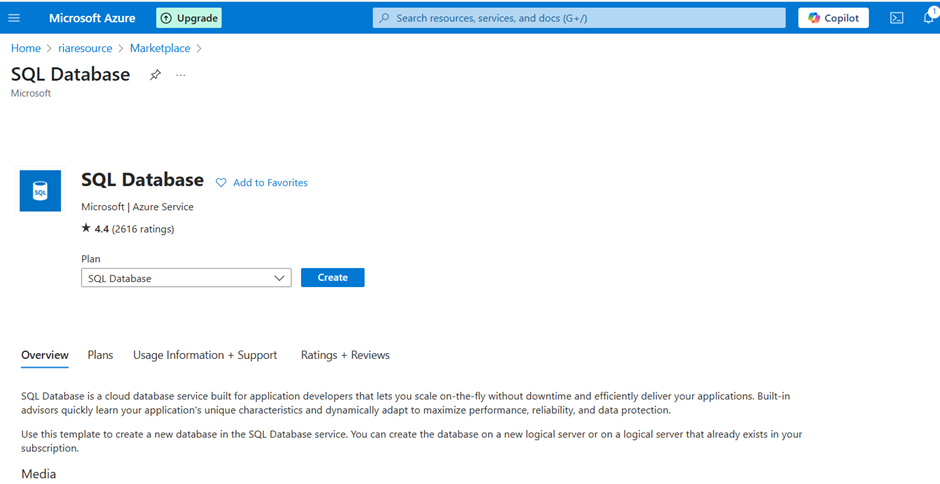 Microsoft Azure Upgrade Search resources, services, and docs (G+/) Copilot 1
Home > riaresource > Marketplace >
SQL Database ...
Microsoft
SQL
SQL Database Add to Favorites
Microsoft | Azure Service
★ 4.4 (2616 ratings)
Plan
SQL Database Create
Overview Plans Usage Information + Support Ratings + Reviews
SQL Database is a cloud database service built for application developers that lets you scale on-the-fly without downtime and efficiently deliver your applications. Built-in
advisors quickly learn your application's unique characteristics and dynamically adapt to maximize performance, reliability, and data protection.
Use this template to create a new database in the SQL Database service. You can create the database on a new logical server or on a logical server that already exists in your
subscription.
Media